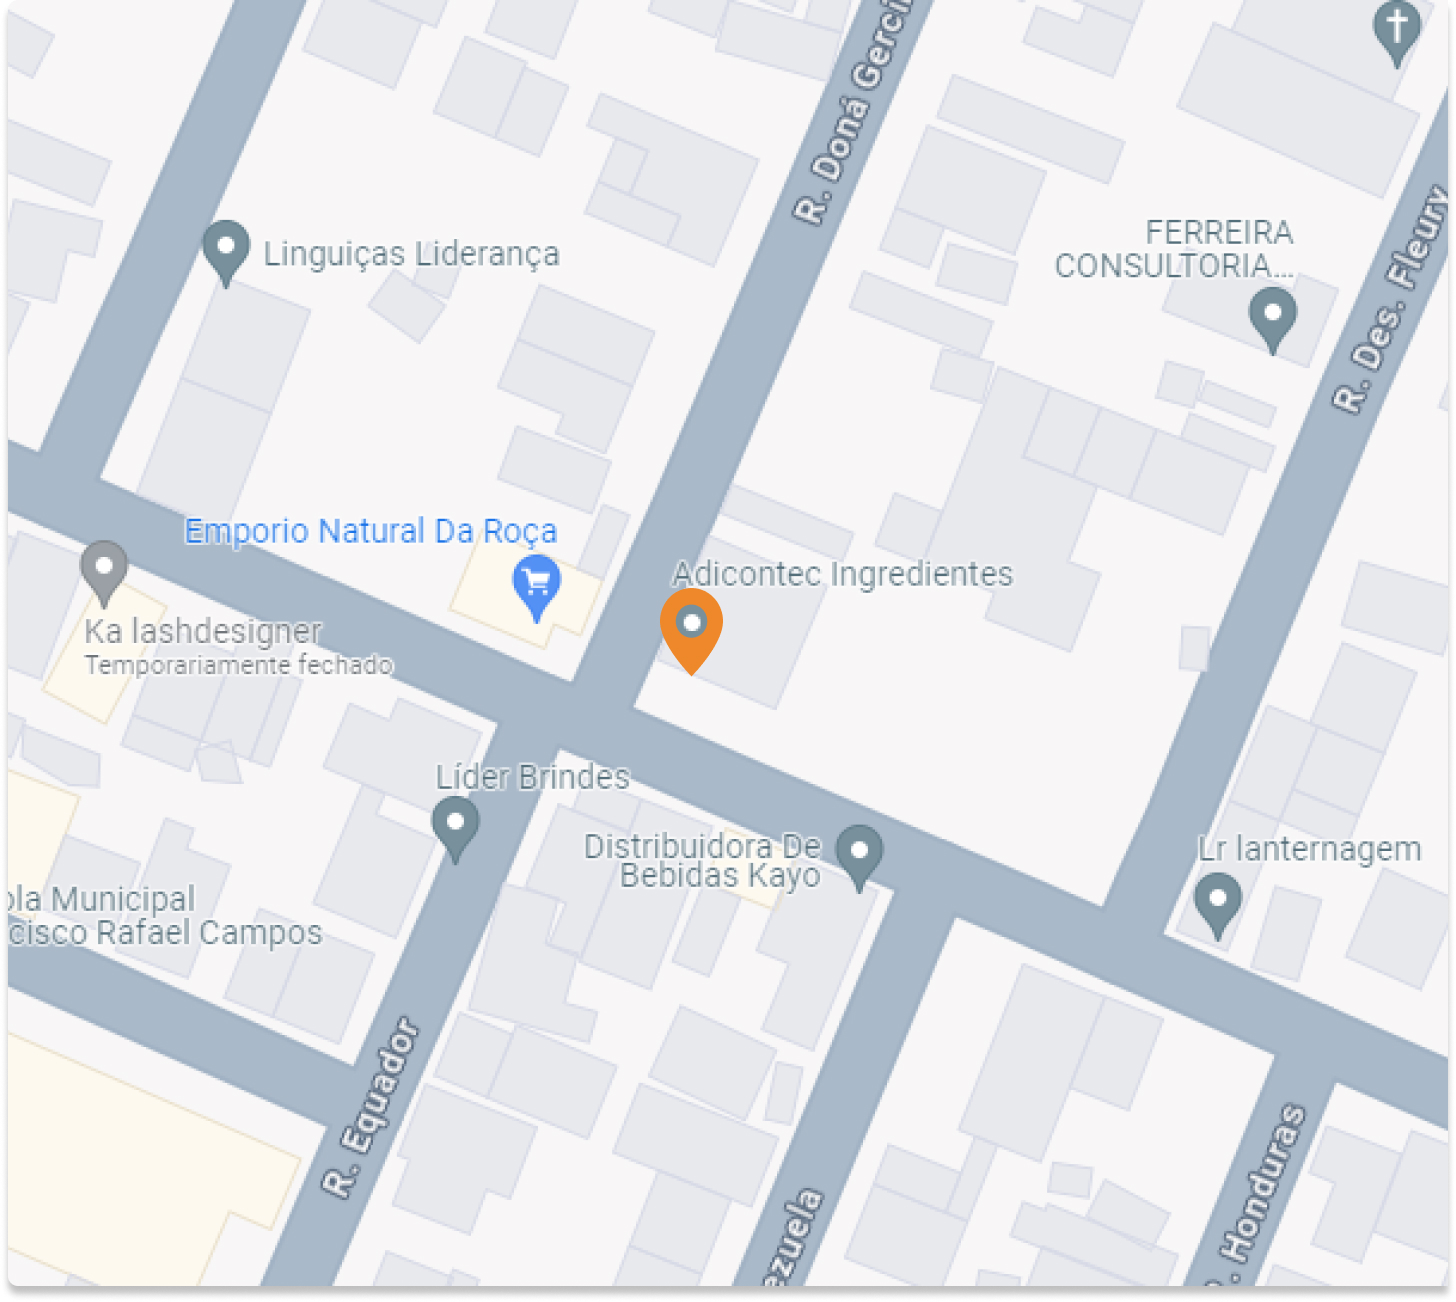 R. Doná Gerci
Linguiças Liderança
FERREIRA
CONSULTORIA...
R. Des. Fleury
Emporio Natural Da Roça
Adicontec Ingredientes
Ka lashdesigner
Temporariamente fechado
Líder Brindes
Distribuidora De
Bebidas Kayo
Lr lanternagem
ola Municipal
cisco Rafael Campos
R. Equador
ezuela
R. Honduras